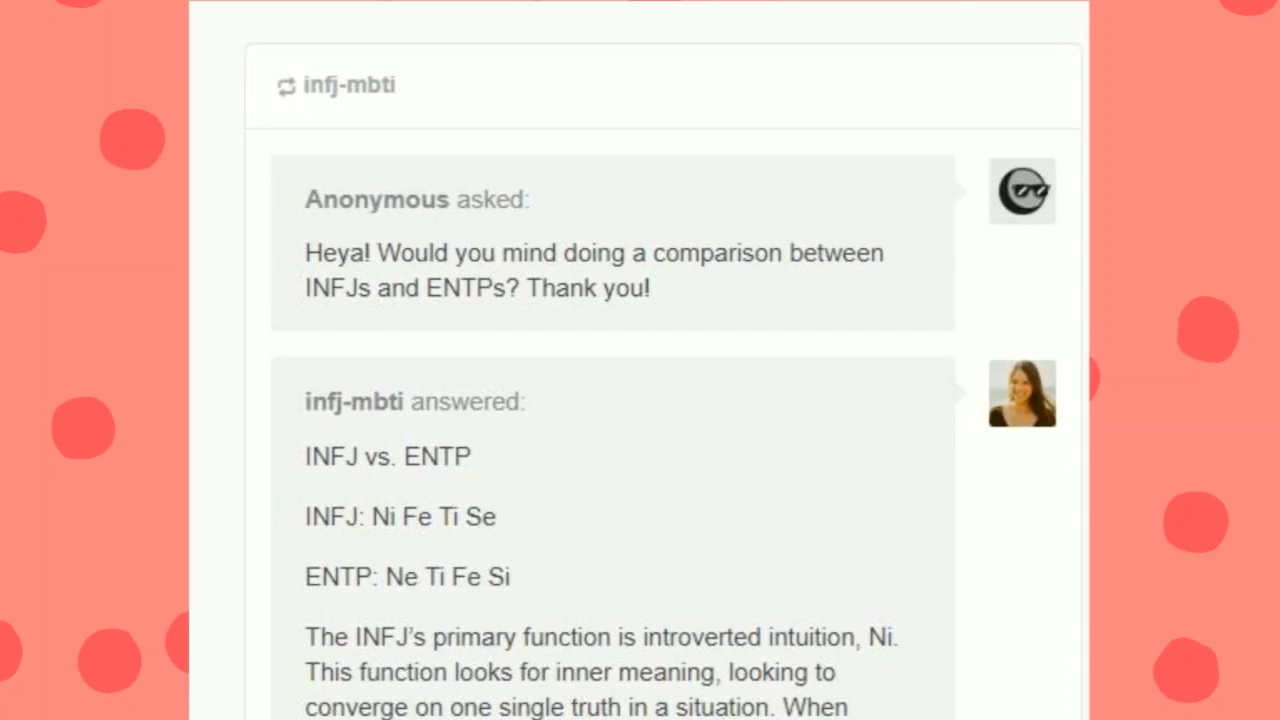 infj-mbti
Anonymous asked:
Heya! Would you mind doing a comparison between
INFJs and ENTPs? Thank you!
infj-mbti answered:
INFJ vs. ENTP
INFJ: Ni Fe Ti Se
ENTP: Ne Ti Fe Si
The INFJ’s primary function is introverted intuition, Ni.
This function looks for inner meaning, looking to
converge on one single truth in a situation. When